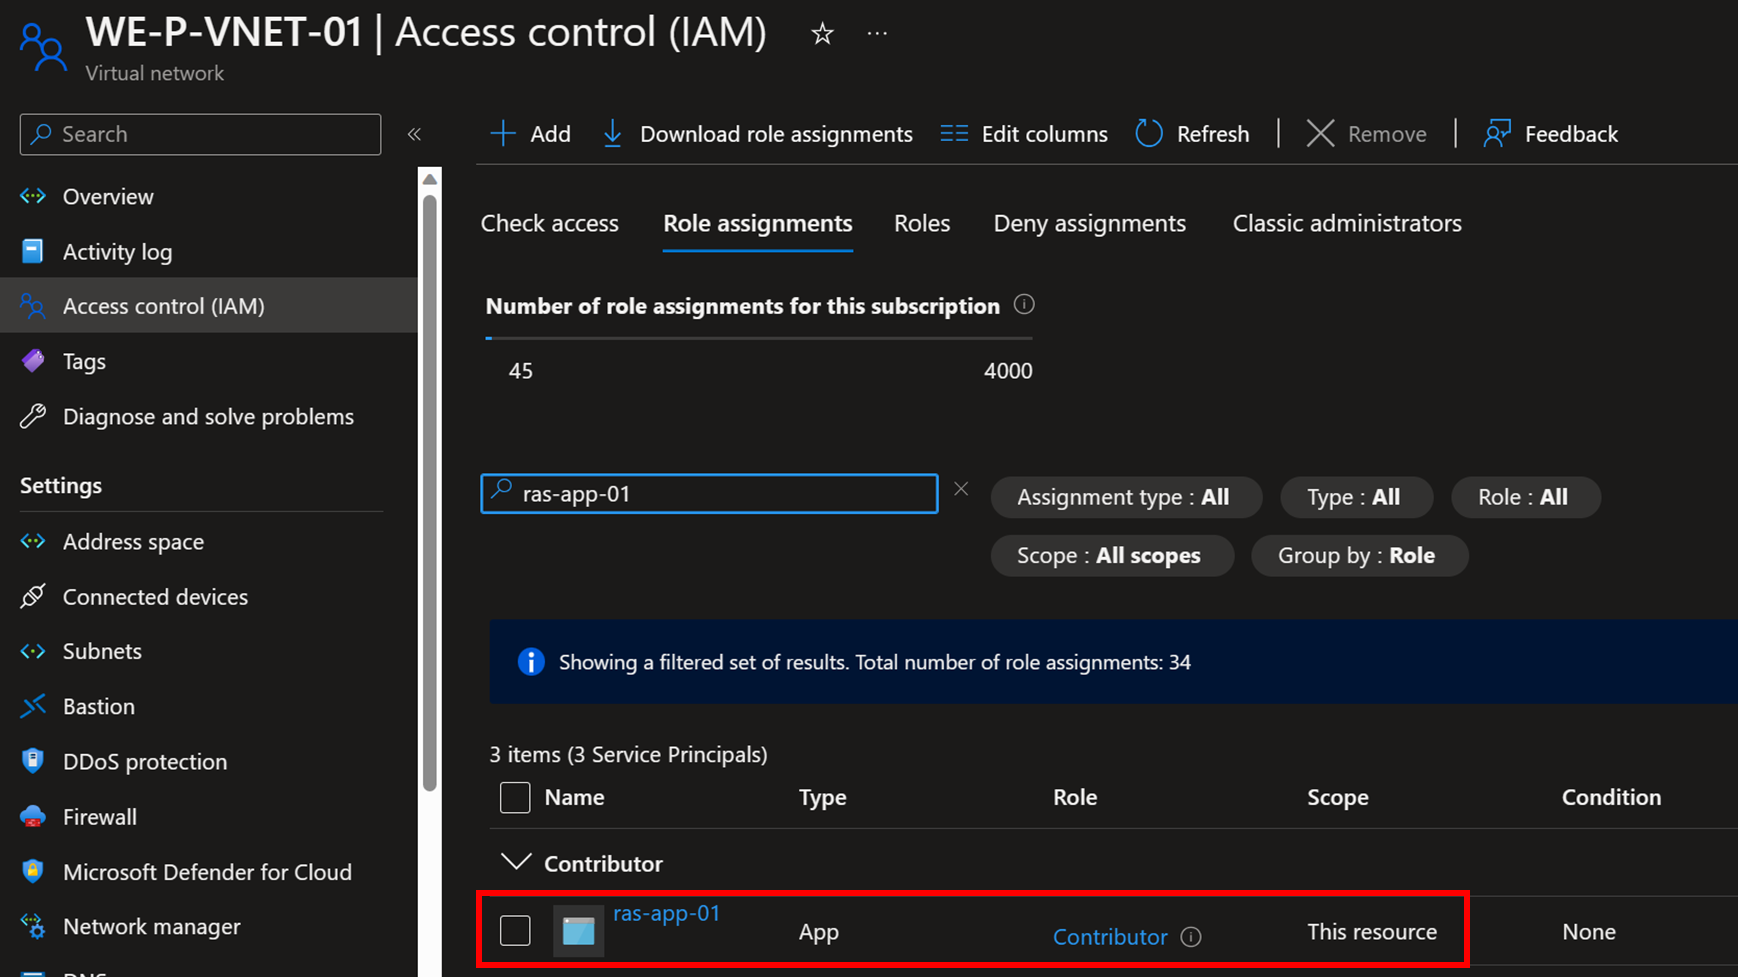 WE-P-VNET-01 | Access control (IAM)
Virtual network
Search
Overview
Activity log
Access control (IAM)
Tags
Diagnose and solve problems
Settings
Address space
Connected devices
Subnets
Bastion
DDoS protection
Firewall
Microsoft Defender for Cloud
Network manager
Add
Download role assignments
Edit columns
Refresh
Remove
Feedback
Check access
Role assignments
Roles
Deny assignments
Classic administrators
Number of role assignments for this subscription
45
4000
ras-app-01
Assignment type : All
Type : All
Role : All
Scope : All scopes
Group by : Role
Showing a filtered set of results. Total number of role assignments: 34
3 items (3 Service Principals)
Name
Type
Role
Scope
Condition
Contributor
ras-app-01
App
Contributor
This resource
None